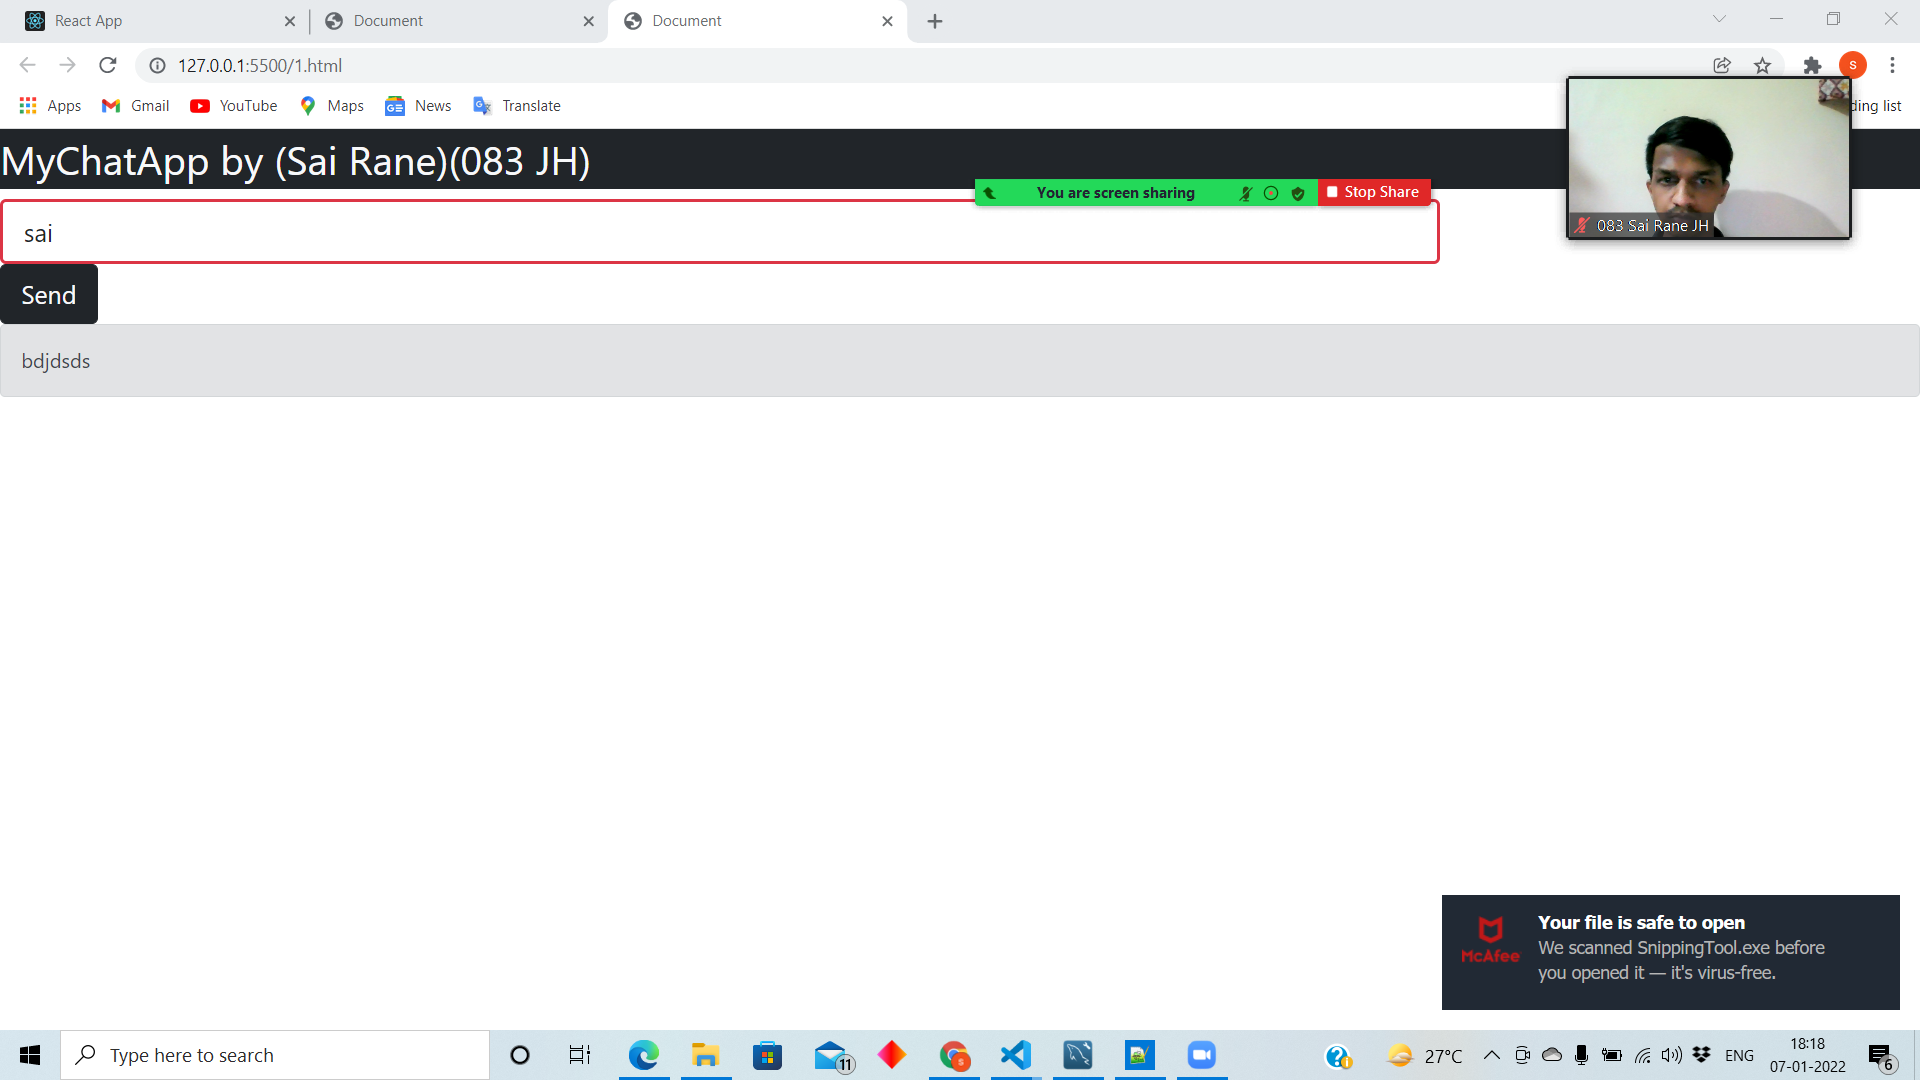 React App
Document
Document
127.0.0.1:5500/1.html
S
Apps
Gmail
YouTube
Maps
News
Translate
ding list
MyChatApp by (Sai Rane)(083 JH)
You are screen sharing
Stop Share
083 Sai Rane JH
sai
Send
bdjdsds
McAfee
Your file is safe to open
We scanned SnippingTool.exe before
you opened it — it's virus-free.
Type here to search
11
S
27°C
ENG
18:18
07-01-2022
6